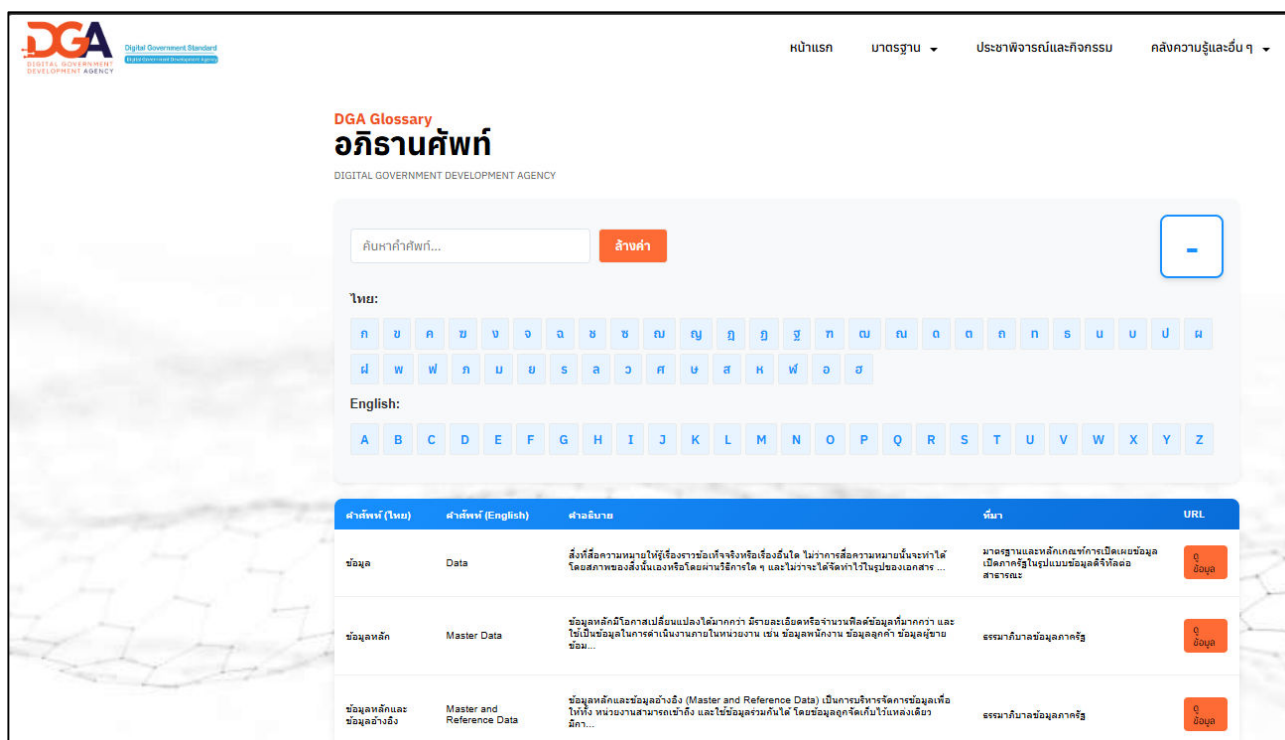 DGA
DIGITAL GOVERNMENT
DEVELOPMENT AGENCY
Digital Government Standard
Digital Government Development Agency
หน้าแรก มาตรฐาน ประชาพิจารณ์และกิจกรรม คลังความรู้และอื่น ๆ
DGA Glossary
อภิธานศัพท์
DIGITAL GOVERNMENT DEVELOPMENT AGENCY
ค้นหาคำศัพท์... ล้างค่า -
ไทย:
ก ข ค ฆ ง จ ฉ ช ซ ฌ ญ ฎ ฏ ฐ ฑ ฒ ณ ด ต ถ ท ธ น บ ป ผ
ฝ พ ฟ ภ ม ย ร ล ว ศ ษ ส ห ฬ อ ฮ
English:
A B C D E F G H I J K L M N O P Q R S T U V W X Y Z
คำศัพท์ (ไทย) คำศัพท์ (English) คำอธิบาย ที่มา URL
ข้อมูล Data
สิ่งที่สื่อความหมายให้รู้เรื่องราวข้อเท็จจริงหรือเรื่องอื่นใด ไม่ว่าการสื่อความหมายนั้นจะทำได้
โดยสภาพของสิ่งนั้นเองหรือโดยผ่านวิธีการใด ๆ และไม่ว่าจะได้จัดทำไว้ในรูปของเอกสาร ...
มาตรฐานและหลักเกณฑ์การเปิดเผยข้อมูล
เปิดภาครัฐในรูปแบบข้อมูลดิจิทัลต่อ
สาธารณะ
ดู
ข้อมูล
ข้อมูลหลัก Master Data
ข้อมูลหลักมีโอกาสเปลี่ยนแปลงได้มากกว่า มีรายละเอียดหรือจำนวนฟิลด์ข้อมูลที่มากกว่า และ
ใช้เป็นข้อมูลในการดำเนินงานภายในหน่วยงาน เช่น ข้อมูลพนักงาน ข้อมูลลูกค้า ข้อมูลผู้ขาย
ข้อม...
ธรรมาภิบาลข้อมูลภาครัฐ
ดู
ข้อมูล
ข้อมูลหลักและ
ข้อมูลอ้างอิง
Master and
Reference Data
ข้อมูลหลักและข้อมูลอ้างอิง (Master and Reference Data) เป็นการบริหารจัดการข้อมูลเพื่อ
ให้ทั้ง หน่วยงานสามารถเข้าถึง และใช้ข้อมูลร่วมกันได้ โดยข้อมูลถูกจัดเก็บไว้แหล่งเดียว
มีกา...
ธรรมาภิบาลข้อมูลภาครัฐ
ดู
ข้อมูล